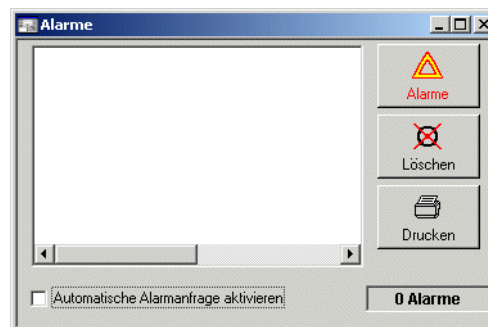 Alarme
Alarme
Löschen
Drucken
Automatische Alarmanfrage aktivieren
0 Alarme